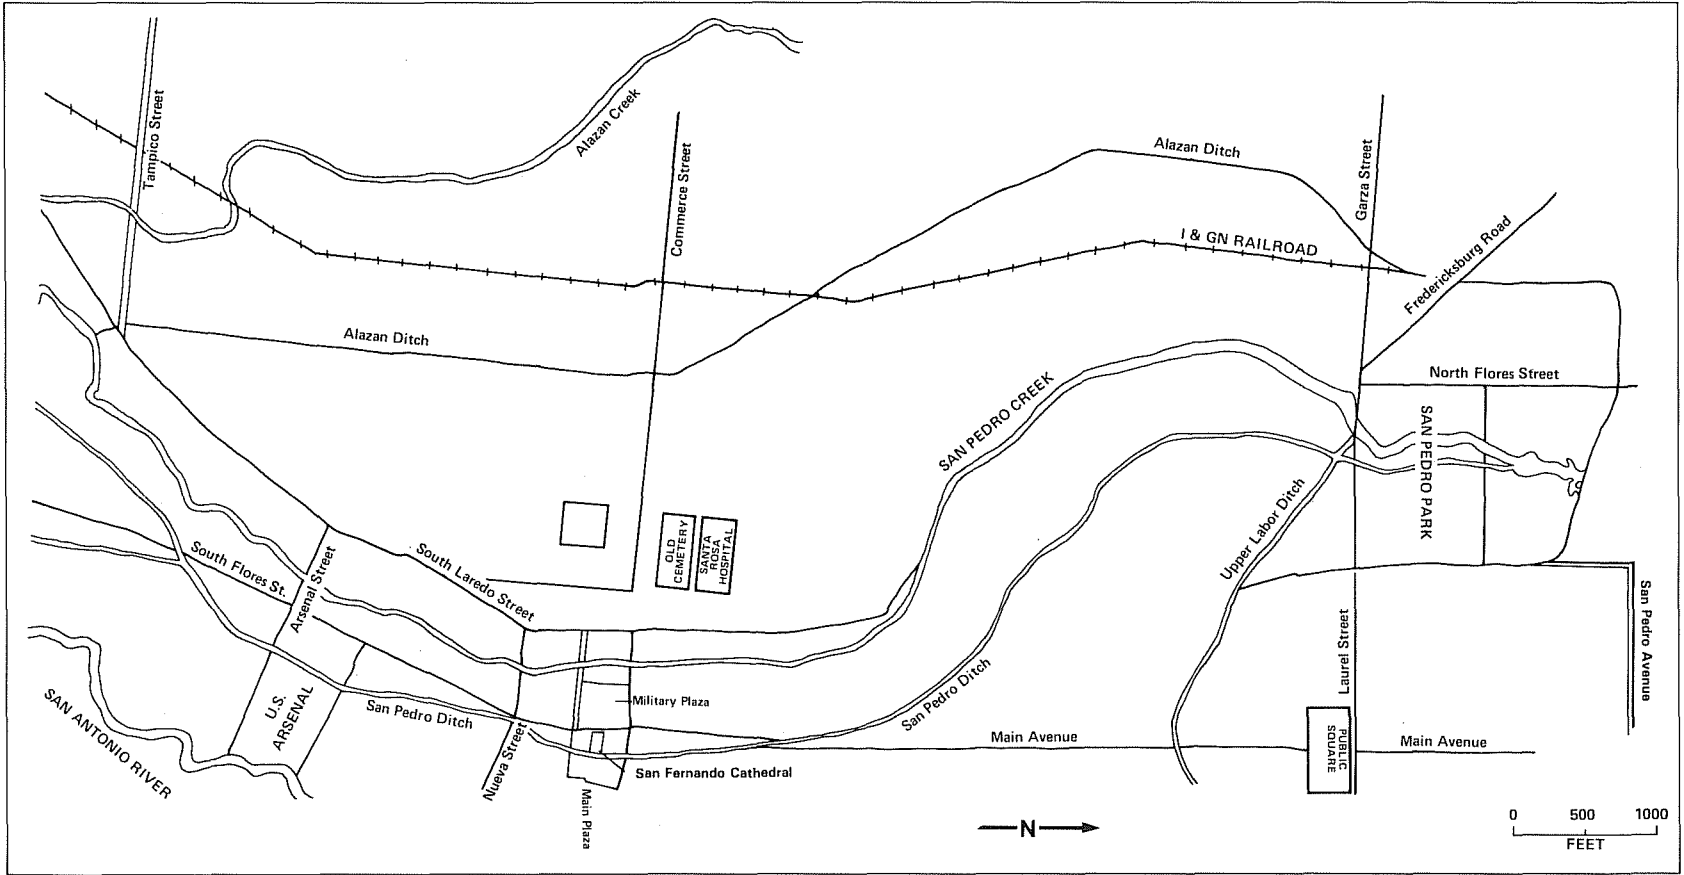 Tampico Street
Alazan Creek
Commerce Street
Alazan Ditch
Garza Street
I & GN RAILROAD
Fredericksburg Road
Alazan Ditch
North Flores Street
SAN PEDRO CREEK
SAN PEDRO PARK
Upper Labor Ditch
OLD
CEMETERY
SANTA
ROSA
HOSPITAL
South Flores St.
Arsenal Street
South Laredo Street
San Pedro Avenue
Laurel Street
U.S.
ARSENAL
San Pedro Ditch
Military Plaza
San Pedro Ditch
SAN ANTONIO RIVER
Nueva Street
San Fernando Cathedral
Main Plaza
Main Avenue
PUBLIC
SQUARE
Main Avenue
N
0 500 1000
FEET